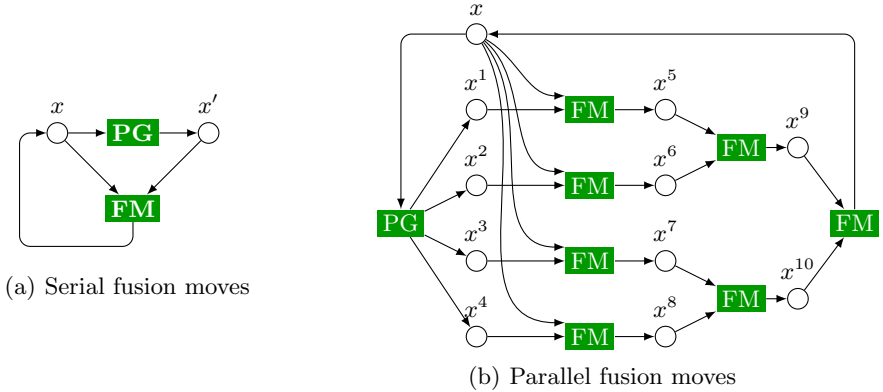 x
x′
PG
FM
(a) Serial fusion moves
x
x¹
FM
x⁵
x⁹
x²
FM
x⁶
FM
PG
FM
x³
FM
x⁷
x¹⁰
x⁴
FM
x⁸
FM
(b) Parallel fusion moves